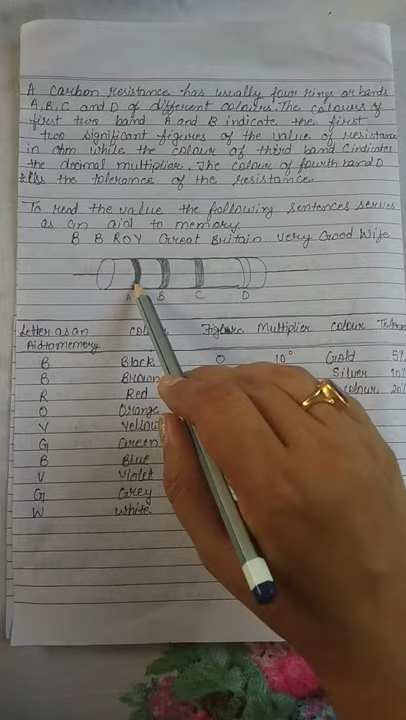 A carbon resistance has usually four rings or bands
A, B, C and D of different colours. The colours of
first two band A and B indicate the first
two significant figures of the value of resistance
in ohm while the colour of third band C indicates
the decimal multiplier. The colour of fourth band D
tells the tolerance of the resistance.
To read the value the following sentences serves
as an aid to memory
B B ROY Great Britain Very Good Wife
A B C D
Letter as an Aid to memory Figure Multiplier colour
B Black 0 10° Gold 5%
B Brown Silver 10%
R Red colour 20%
O Orange
Y Yellow
G Green
B Blue
V Violet
G Grey
W White